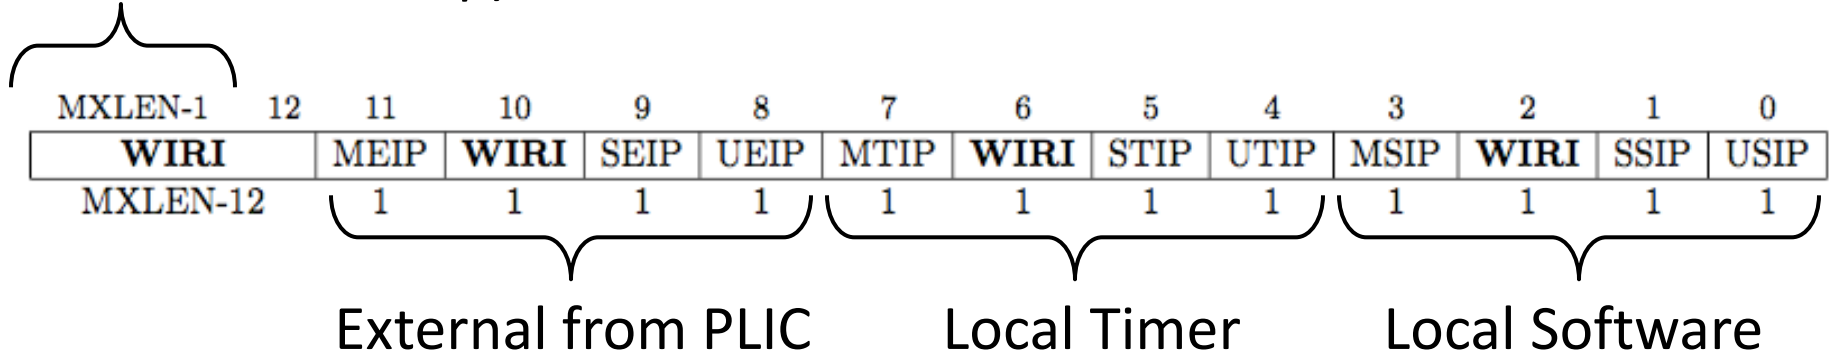 MXLEN-1 12 11 10 9 8 7 6 5 4 3 2 1 0
WIRI MEIP WIRI SEIP UEIP MTIP WIRI STIP UTIP MSIP WIRI SSIP USIP
MXLEN-12 1 1 1 1 1 1 1 1 1 1 1 1
External from PLIC Local Timer Local Software